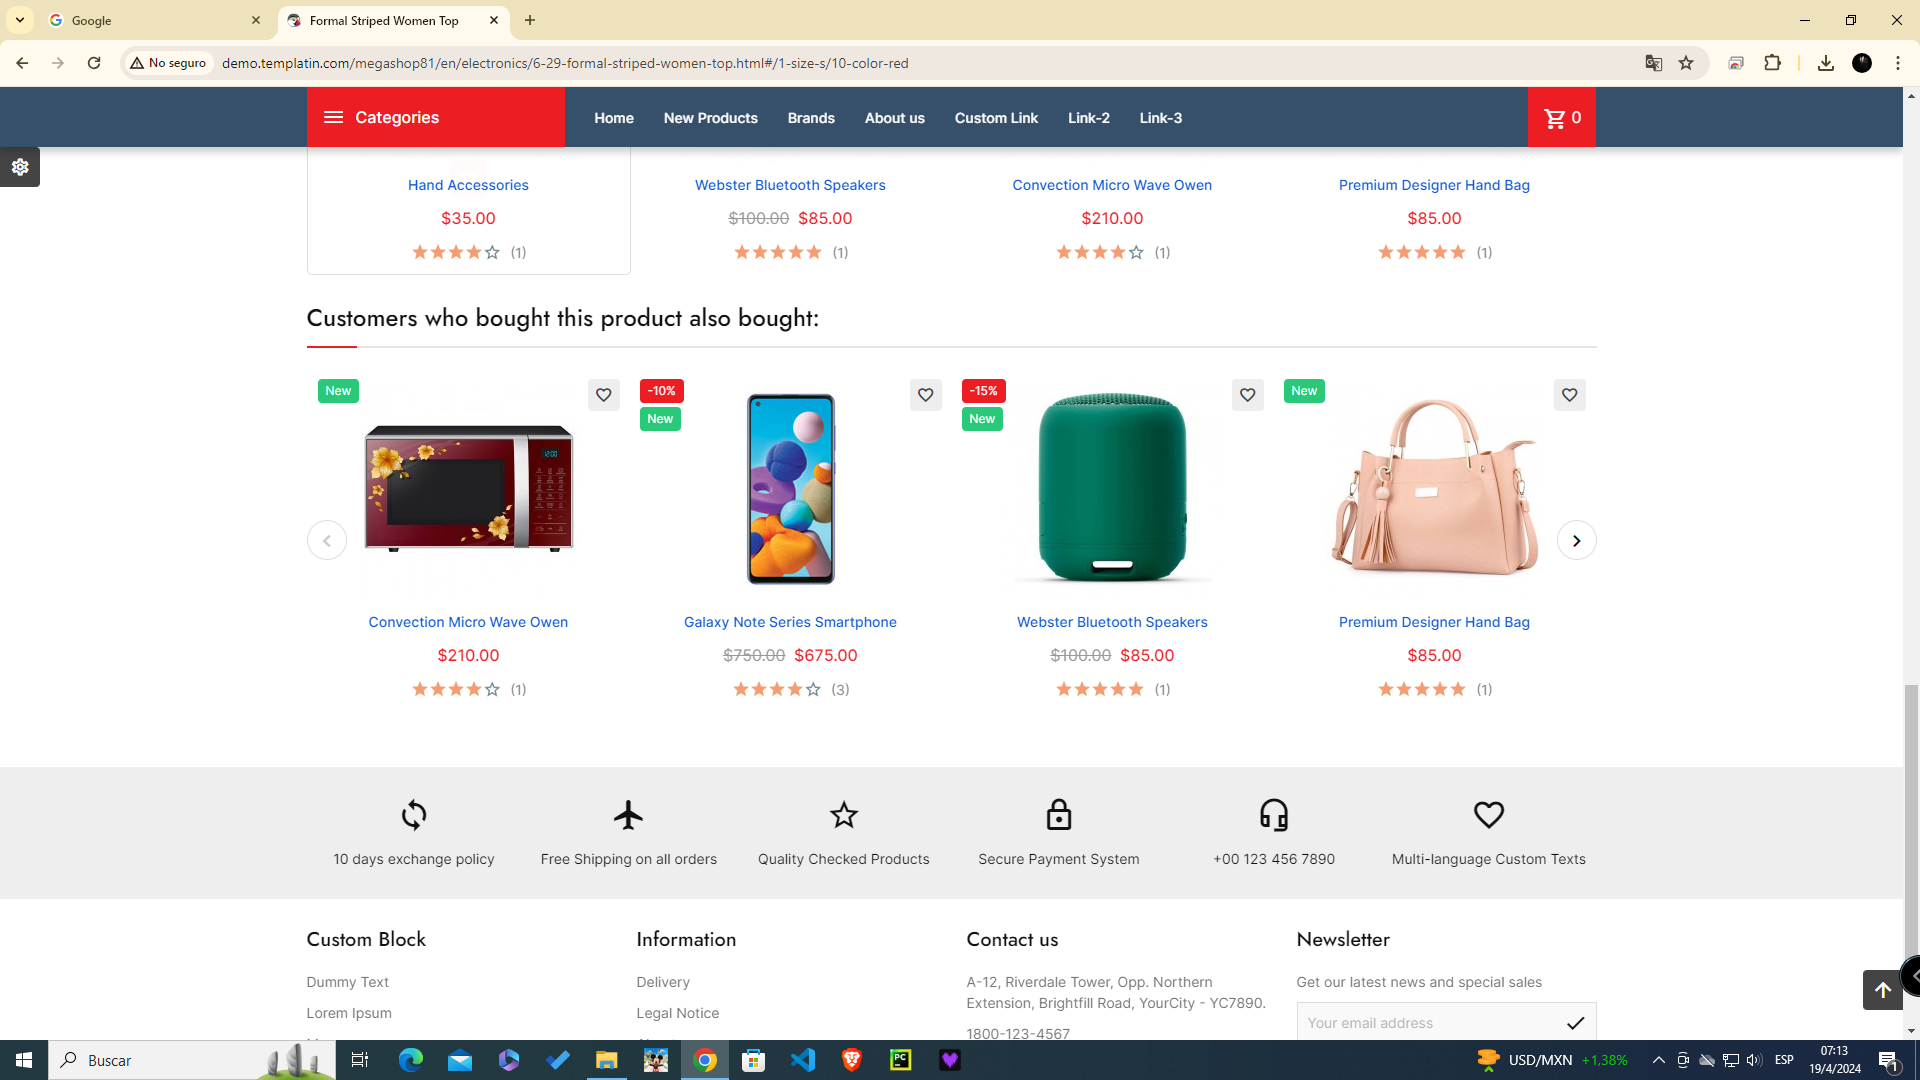 Google
Formal Striped Women Top
No seguro
demo.templatin.com/megashop81/en/electronics/6-29-formal-striped-women-top.html#/1-size-s/10-color-red
Categories
Home
New Products
Brands
About us
Custom Link
Link-2
Link-3
0
Hand Accessories
Webster Bluetooth Speakers
Convection Micro Wave Owen
Premium Designer Hand Bag
$35.00
$100.00 $85.00
$210.00
$85.00
(1)
(1)
(1)
(1)
Customers who bought this product also bought:
New
-10%
New
-15%
New
New
12:00
Convection Micro Wave Owen
Galaxy Note Series Smartphone
Webster Bluetooth Speakers
Premium Designer Hand Bag
$210.00
$750.00 $675.00
$100.00 $85.00
$85.00
(1)
(3)
(1)
(1)
10 days exchange policy
Free Shipping on all orders
Quality Checked Products
Secure Payment System
+00 123 456 7890
Multi-language Custom Texts
Custom Block
Information
Contact us
Newsletter
Dummy Text
Delivery
A-12, Riverdale Tower, Opp. Northern
Extension, Brightfill Road, YourCity - YC7890.
Get our latest news and special sales
Lorem Ipsum
Legal Notice
1800-123-4567
Your email address
Buscar
USD/MXN +1,38%
ESP
07:13
19/4/2024
1